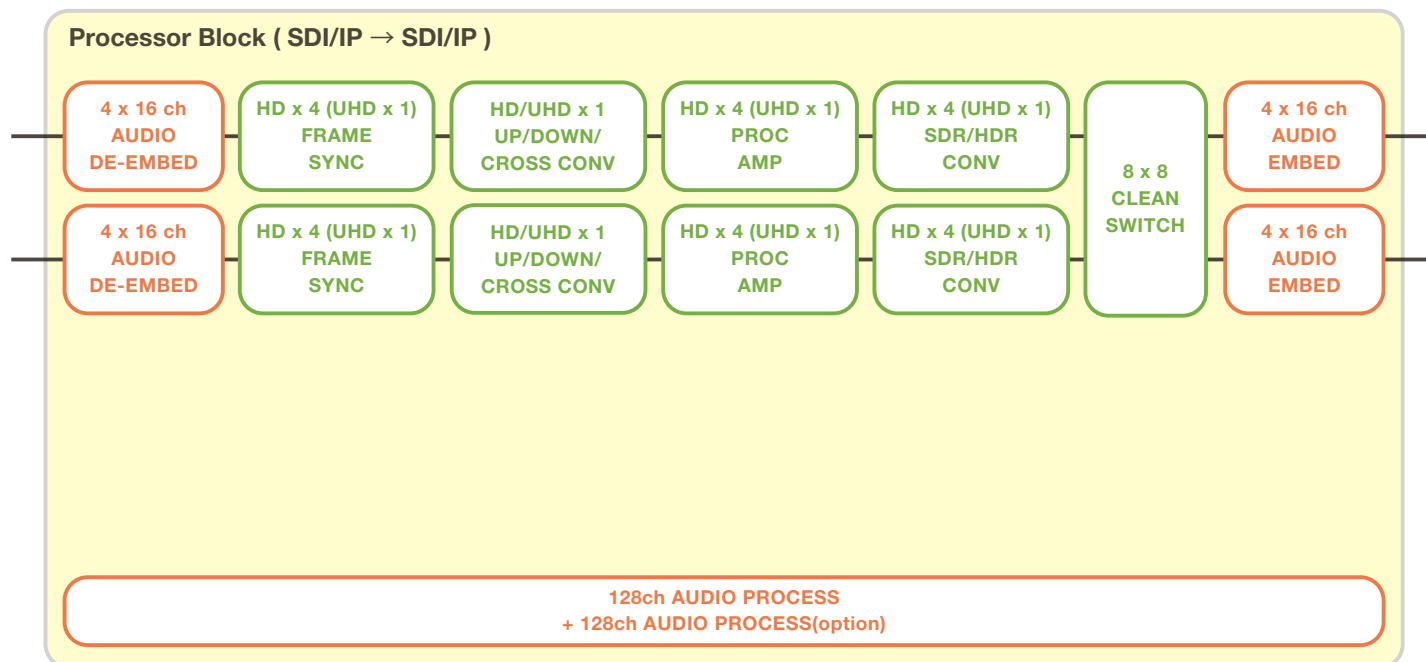 Processor Block ( SDI/IP → SDI/IP )
4 x 16 ch
AUDIO
DE-EMBED
HD x 4 (UHD x 1)
FRAME
SYNC
HD/UHD x 1
UP/DOWN/
CROSS CONV
HD x 4 (UHD x 1)
PROC
AMP
HD x 4 (UHD x 1)
SDR/HDR
CONV
8 x 8
CLEAN
SWITCH
4 x 16 ch
AUDIO
EMBED
4 x 16 ch
AUDIO
DE-EMBED
HD x 4 (UHD x 1)
FRAME
SYNC
HD/UHD x 1
UP/DOWN/
CROSS CONV
HD x 4 (UHD x 1)
PROC
AMP
HD x 4 (UHD x 1)
SDR/HDR
CONV
4 x 16 ch
AUDIO
EMBED
128ch AUDIO PROCESS
+ 128ch AUDIO PROCESS(option)